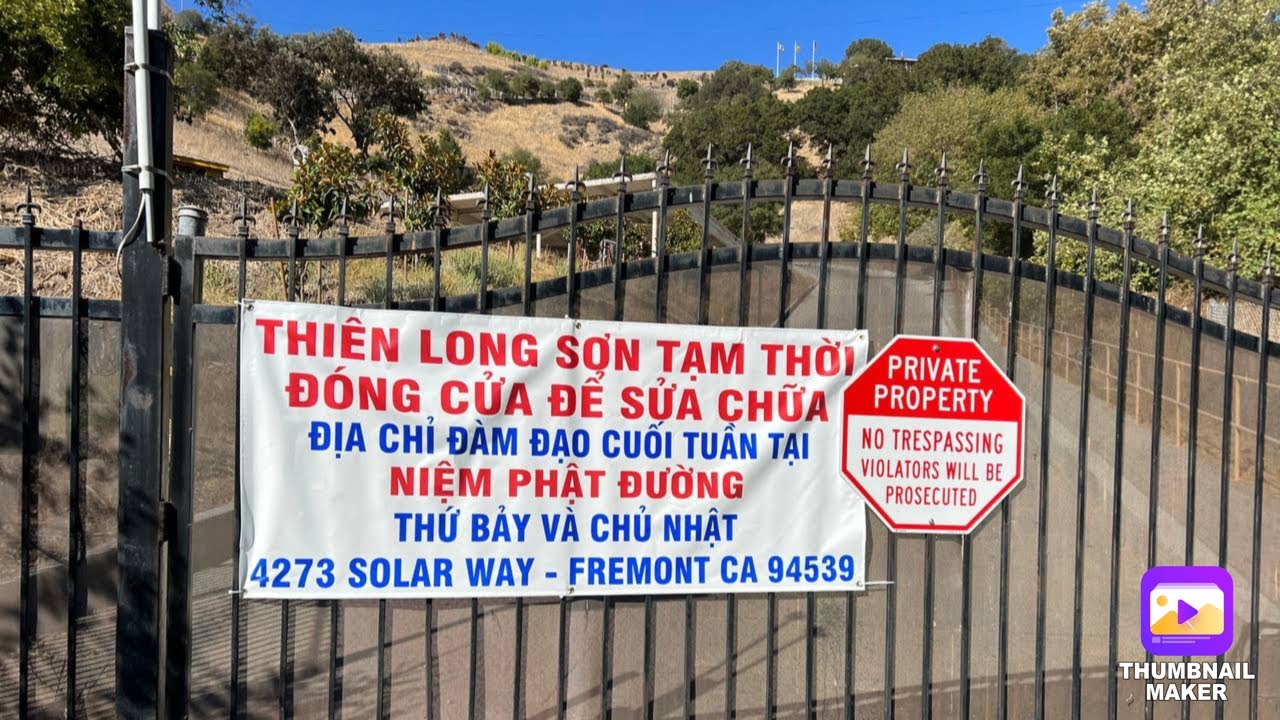 THIÊN LONG SƠN TẠM THỜI
ĐÓNG CỬA ĐỂ SỬA CHỮA
ĐỊA CHỈ ĐÀM ĐẠO CUỐI TUẦN TẠI
NIỆM PHẬT ĐƯỜNG
THỨ BẢY VÀ CHỦ NHẬT
4273 SOLAR WAY - FREMONT CA 94539
PRIVATE
PROPERTY
NO TRESPASSING
VIOLATORS WILL BE
PROSECUTED
THUMBNAIL
MAKER